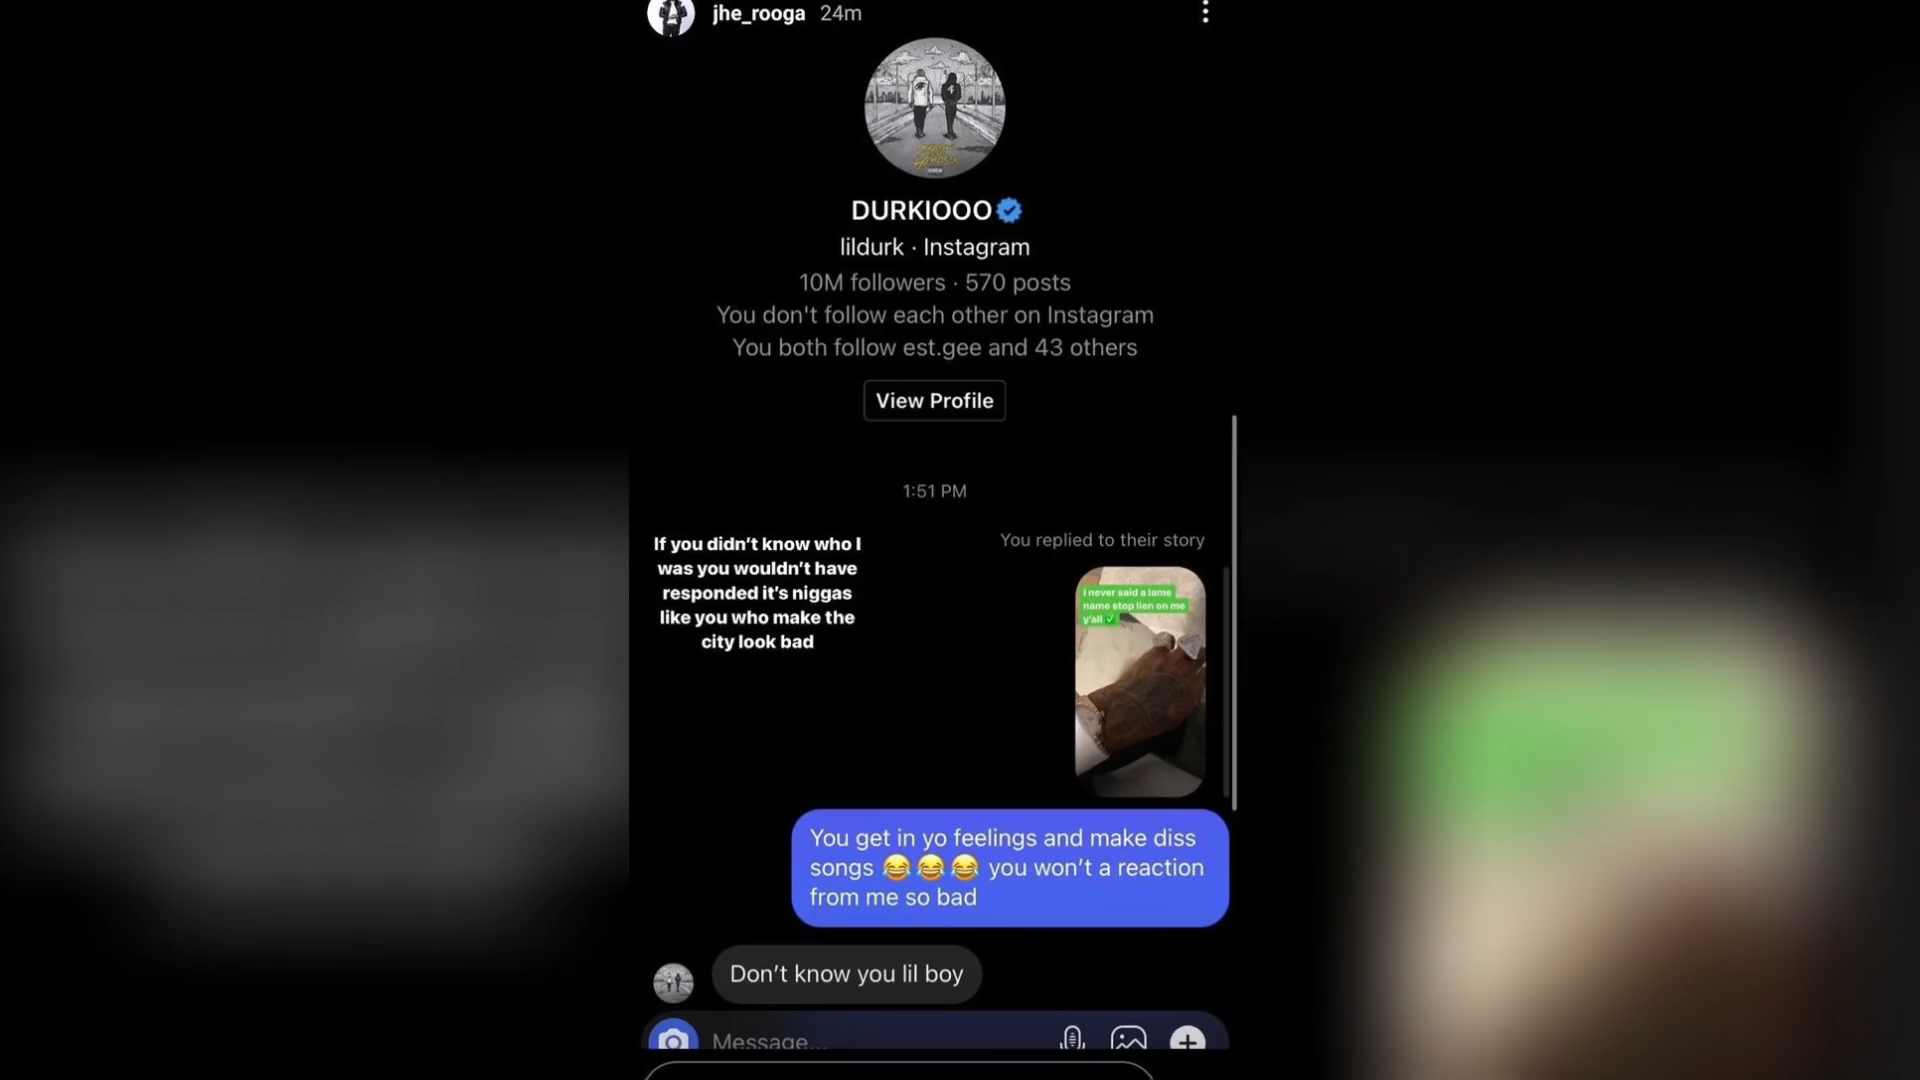 jhe_rooga 24m
DURKIOOO
lildurk · Instagram
10M followers · 570 posts
You don't follow each other on Instagram
You both follow est.gee and 43 others
View Profile
1:51 PM
You replied to their story
If you didn't know who I
was you wouldn't have
responded it's niggas
like you who make the
city look bad
I never said a lame
name stop lien on me
y'all ✅
You get in yo feelings and make diss
songs 😂😂😂 you won't a reaction
from me so bad
Don't know you lil boy
Message...